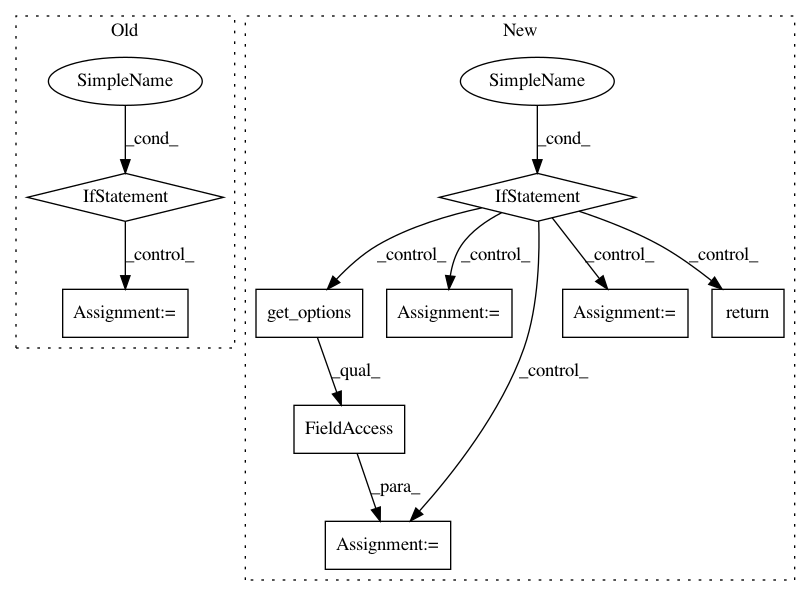 Old
New
SimpleName
SimpleName
_cond_
_cond_
IfStatement
IfStatement
_control_
_control_
_control_
_control_
_control_
Assignment:=
get_options
Assignment:=
Assignment:=
return
_qual_
_control_
FieldAccess
_para_
Assignment:=